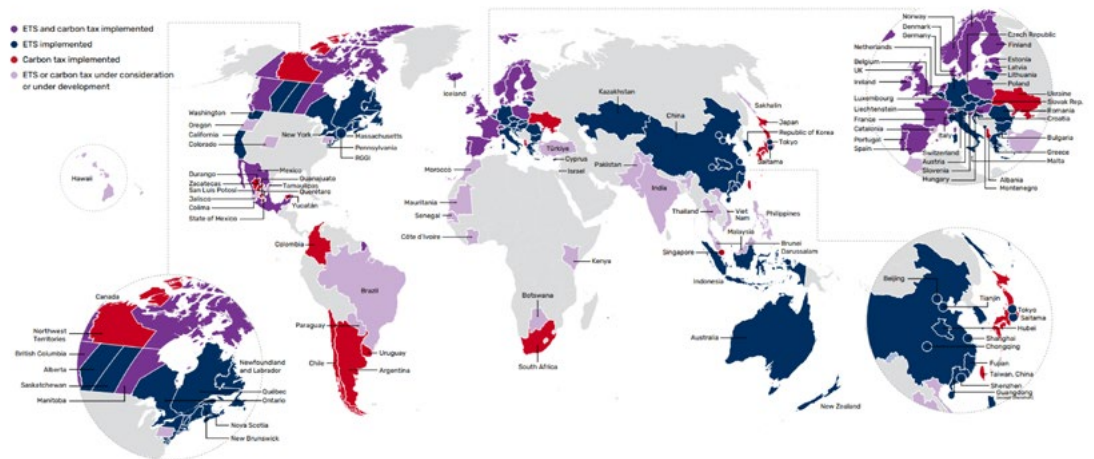 ETS and carbon tax implemented
ETS implemented
Carbon tax implemented
ETS or carbon tax under consideration
or under development
Washington
Oregon
California
Colorado
New York
Massachusetts
Pennsylvania
RGGI
Hawaii
Durango
Zacatecas
San Luis Potosi
Jalisco
Colima
State of Mexico
Mexico
Guanajuato
Tamaulipas
Querétaro
Yucatán
Colombia
Brazil
Paraguay
Chile
Uruguay
Argentina
Iceland
Morocco
Mauritania
Senegal
Côte d'Ivoire
Türkiye
Cyprus
Israel
Kenya
Botswana
South Africa
Kazakhstan
China
Pakistan
India
Thailand
Viet
Nam
Malaysia
Singapore
Indonesia
Philippines
Brunei
Darussalam
Sakhalin
Japan
Republic of Korea
Tokyo
Saitama
Australia
New Zealand
Canada
Northwest
Territories
British Columbia
Alberta
Saskatchewan
Manitoba
Newfoundland
and Labrador
Québec
Ontario
Nova Scotia
New Brunswick
Norway
Denmark
Germany
Netherlands
Belgium
UK
Ireland
Luxembourg
Liechtenstein
France
Catalonia
Portugal
Spain
Italy
Switzerland
Austria
Slovenia
Hungary
Czech Republic
Finland
Estonia
Latvia
Lithuania
Poland
Ukraine
Slovak Rep.
Romania
Croatia
Bulgaria
Greece
Malta
Albania
Montenegro
Beijing
Tianjin
Tokyo
Saitama
Hubei
Shanghai
Chongqing
Fujian
Taiwan, China
Shenzhen
Guangdong